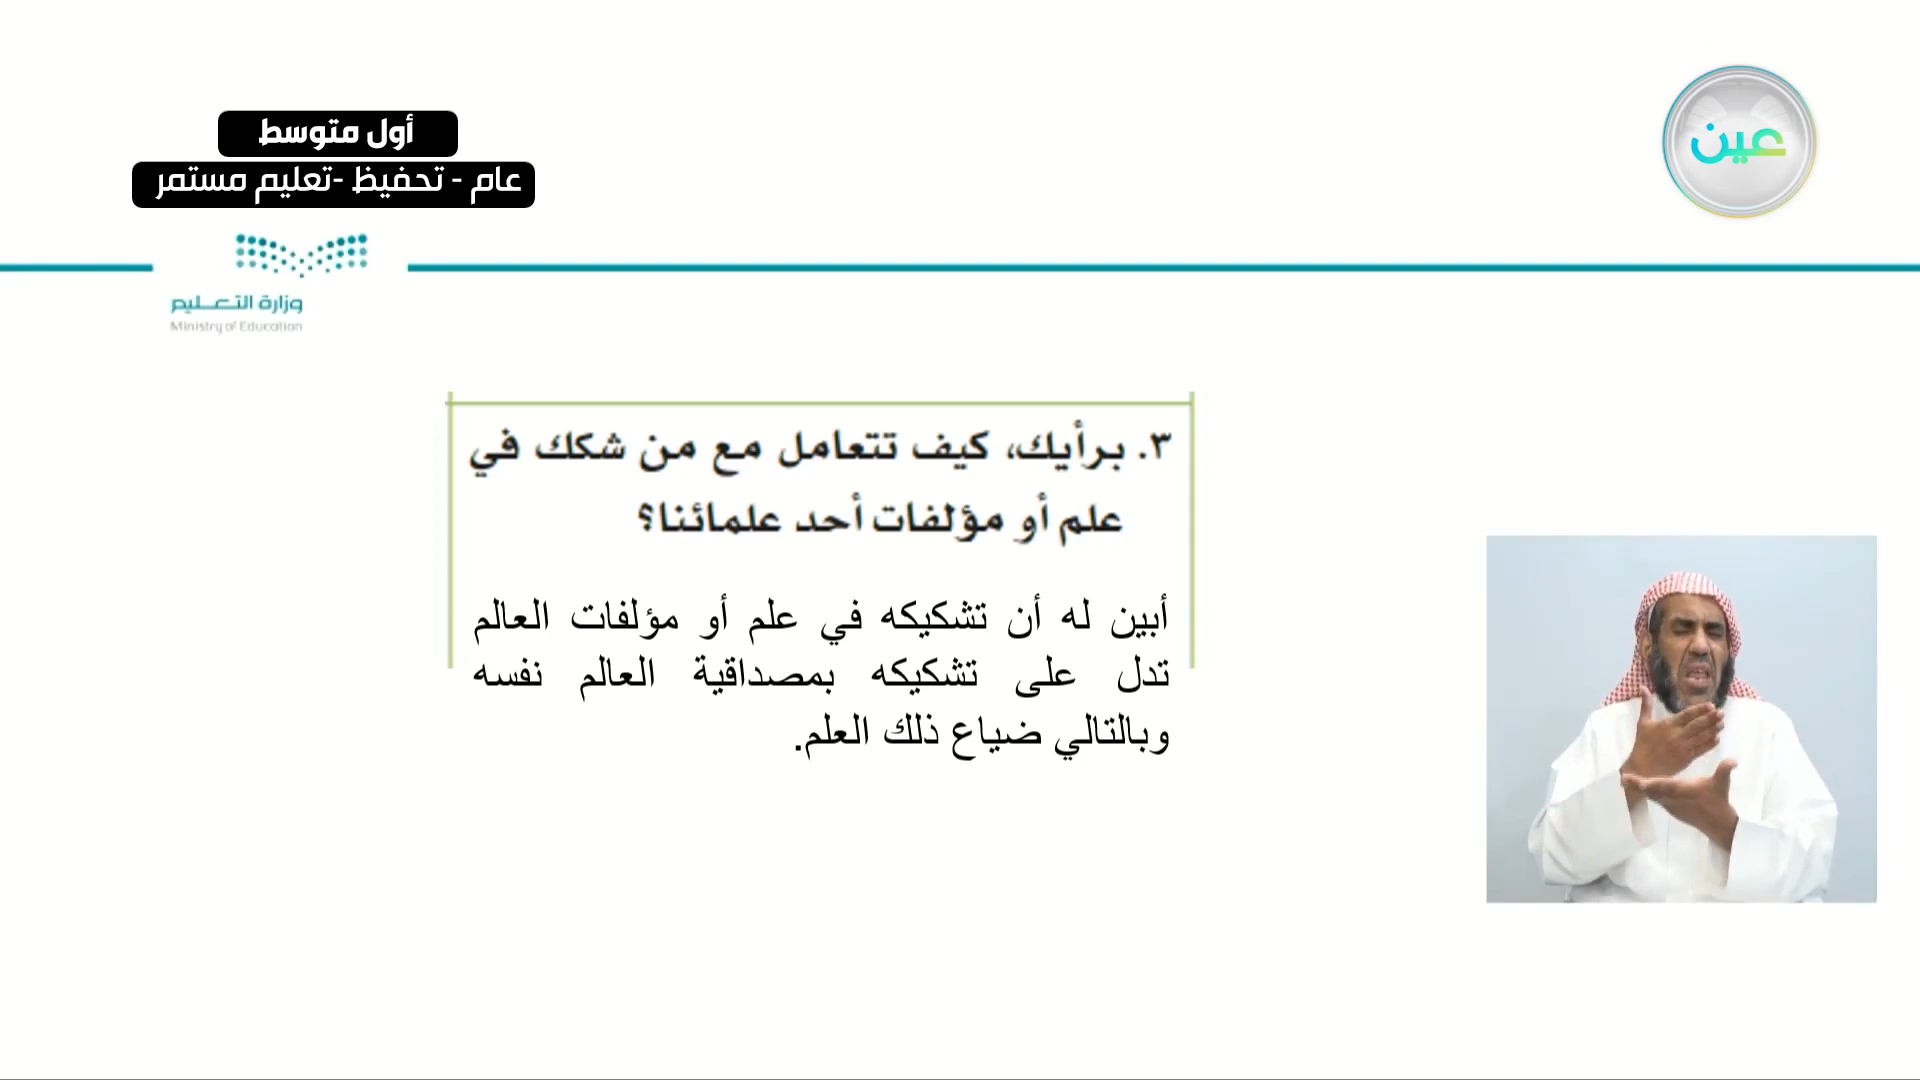 أول متوسط
عام - تحفيظ -تعليم مستمر
عين
وزارة التعليم
Ministry of Education
٣. برأيك، كيف تتعامل مع من شكك في
علم أو مؤلفات أحد علمائنا؟
أبين له أن تشكيكه في علم أو مؤلفات العالم
تدل على تشكيكه بمصداقية العالم نفسه
وبالتالي ضياع ذلك العلم.